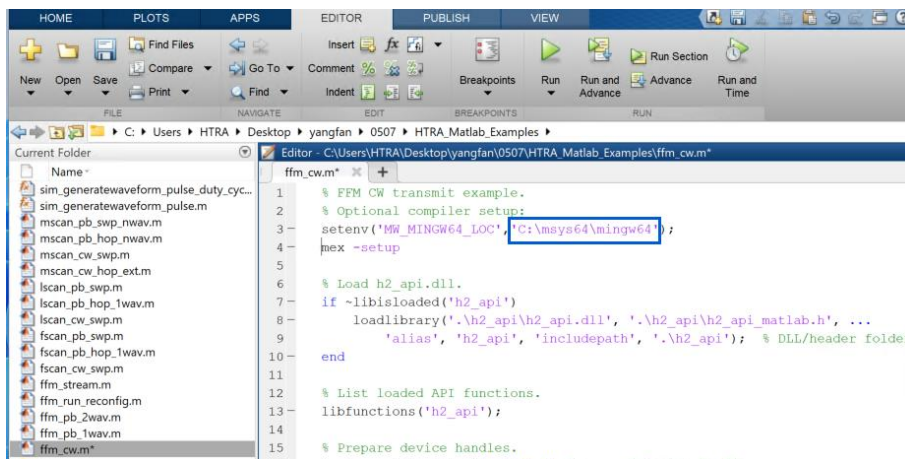 HOME PLOTS APPS EDITOR PUBLISH VIEW
Find Files Insert fx
Compare Go To Comment % Run Section
New Open Save Print Find Indent Breakpoints Run Run and Advance Advance Run and Time
FILE NAVIGATE EDIT BREAKPOINTS RUN
C: Users HTRA Desktop yangfan 0507 HTRA_Matlab_Examples
Current Folder
Name
sim_generatewaveform_pulse_duty_cyc...
sim_generatewaveform_pulse.m
mscan_pb_swp_nwav.m
mscan_pb_hop_nwav.m
mscan_cw_swp.m
mscan_cw_hop_ext.m
lscan_pb_swp.m
lscan_pb_hop_1wav.m
lscan_cw_swp.m
fscan_pb_swp.m
fscan_pb_hop_1wav.m
fscan_cw_swp.m
ffm_stream.m
ffm_run_reconfig.m
ffm_pb_2wav.m
ffm_pb_1wav.m
ffm_cw.m*
Editor - C:\Users\HTRA\Desktop\yangfan\0507\HTRA_Matlab_Examples\ffm_cw.m*
ffm_cw.m* +
1 % FFM CW transmit example.
2 % Optional compiler setup:
3 – setenv('MW_MINGW64_LOC','C:\msys64\mingw64');
4 – mex -setup
5
6 % Load h2_api.dll.
7 – if ~libisloaded('h2_api')
8 – loadlibrary('.\h2_api\h2_api.dll', '.\h2_api\h2_api_matlab.h', ...
9 'alias', 'h2_api', 'includepath', '.\h2_api'); % DLL/header folde
10 – end
11
12 % List loaded API functions.
13 – libfunctions('h2_api');
14
15 % Prepare device handles.